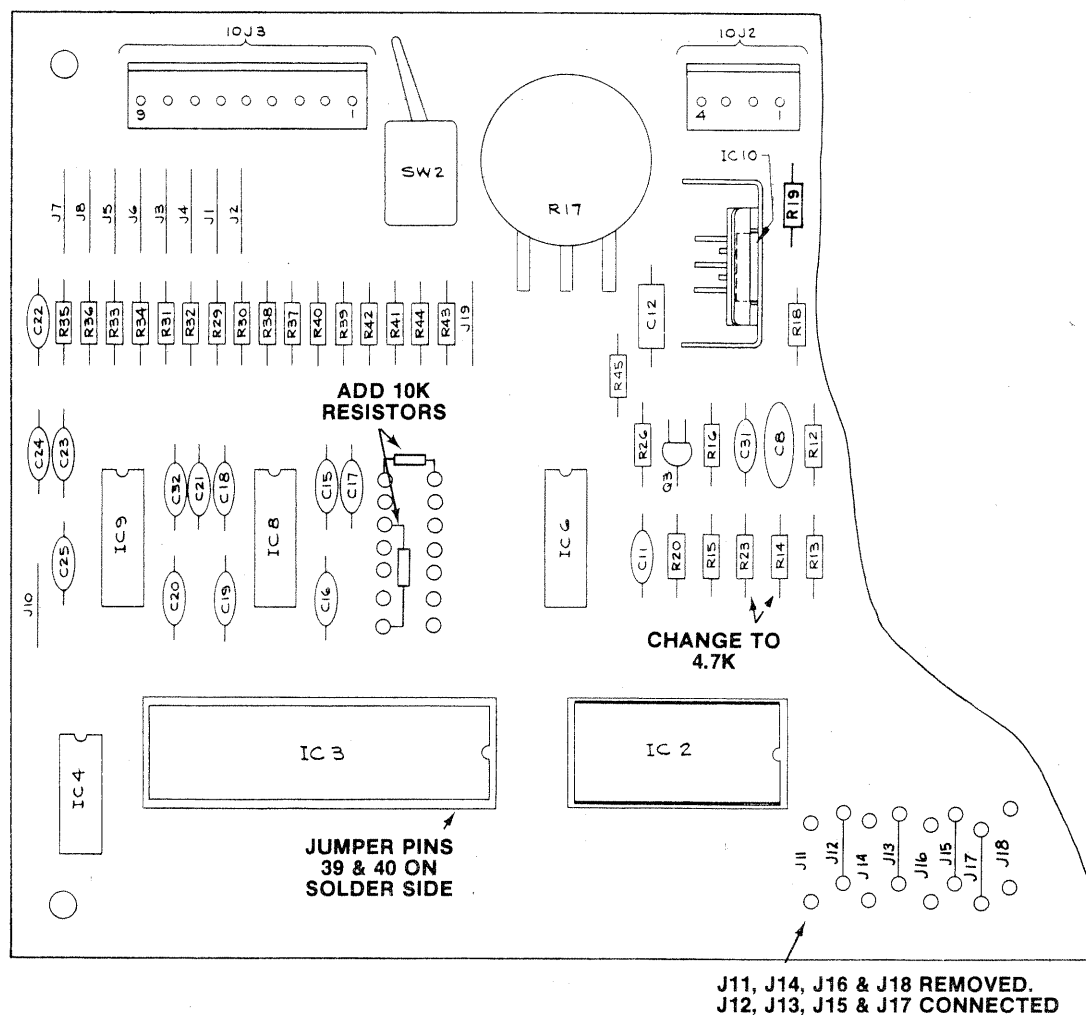 10J3
10J2
9
1
4
1
IC10
SW2
R17
R19
J7
J8
J5
J6
J3
J4
J1
J2
C22
R35
R36
R33
R34
R31
R32
R29
R30
R38
R37
R40
R39
R42
R41
R44
R43
J19
C12
R18
R45
ADD 10K
RESISTORS
C24
C23
C32
C21
C18
C15
C17
R26
Q3
R16
C31
C8
R12
IC9
IC8
IC6
C25
J10
C20
C19
C16
C11
R20
R15
R23
R14
R13
CHANGE TO
4.7K
IC4
IC 3
IC 2
JUMPER PINS
39 & 40 ON
SOLDER SIDE
J11
J12
J14
J13
J16
J15
J17
J18
J11, J14, J16 & J18 REMOVED.
J12, J13, J15 & J17 CONNECTED